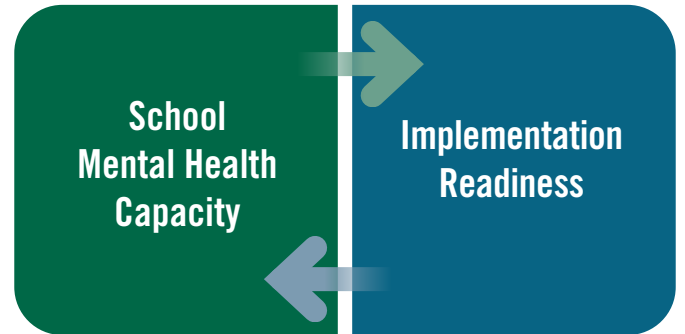 School
Mental Health
Capacity
Implementation
Readiness